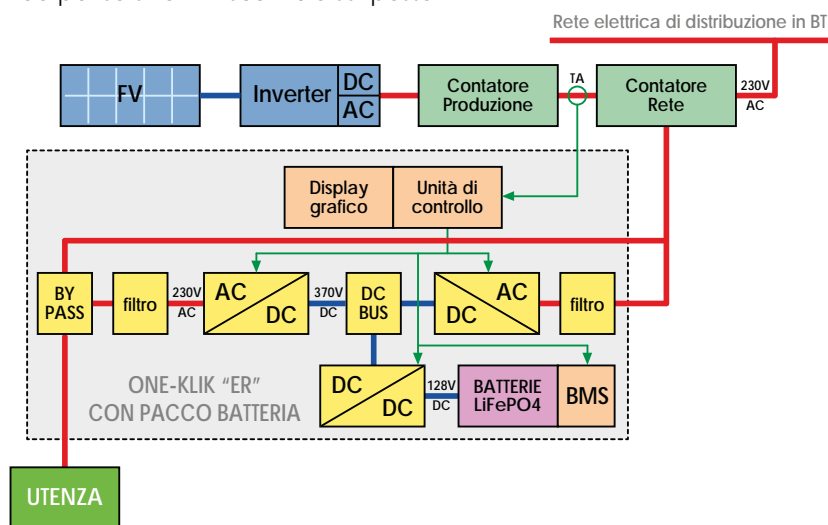 Rete elettrica di distribuzione in BT
FV
Inverter
DC
AC
Contatore
Produzione
TA
Contatore
Rete
230V
AC
Display
grafico
Unità di
controllo
BY
PASS
filtro
230V
AC
AC
DC
370V
DC
DC
BUS
AC
DC
filtro
DC
DC
128V
DC
BATTERIE
LiFePO4
BMS
ONE-KLIK “ER”
CON PACCO BATTERIA
UTENZA